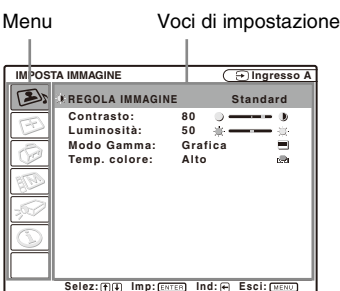 Menu Voci di impostazione
IMPOSTA IMMAGINE Ingresso A
REGOLA IMMAGINE Standard
Contrasto: 80
Luminosità: 50
Modo Gamma: Grafica
Temp. colore: Alto
Selez: Imp: ENTER Ind: Esci: MENU